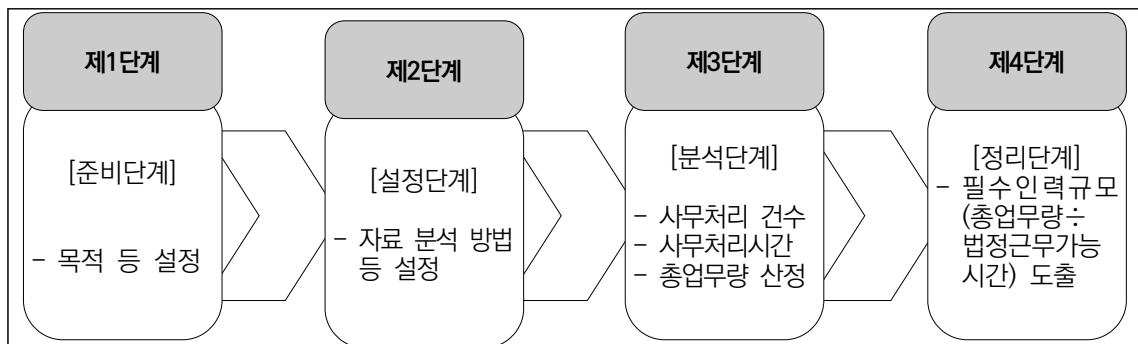 제1단계
[준비단계]
- 목적 등 설정
제2단계
[설정단계]
- 자료 분석 방법
등 설정
제3단계
[분석단계]
- 사무처리 건수
- 사무처리시간
- 총업무량 산정
제4단계
[정리단계]
- 필수인력규모
(총업무량÷
법정근무가능
시간) 도출